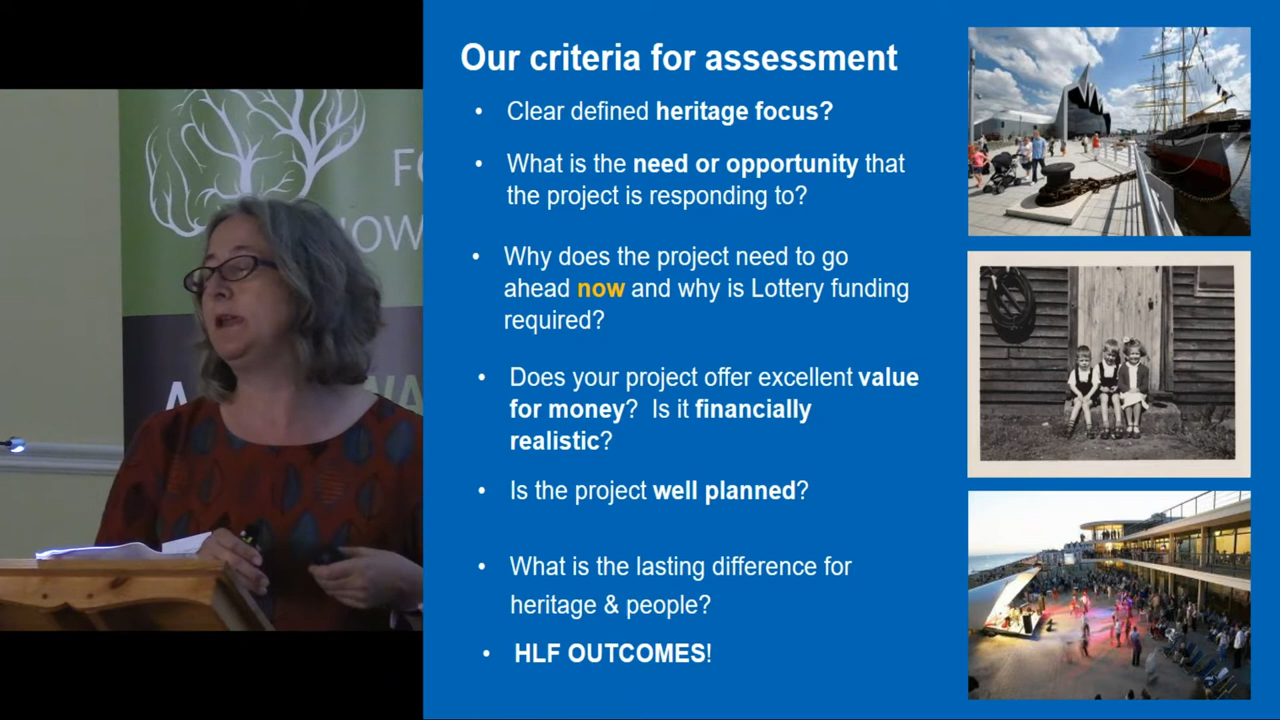 FO
NOW
A
WA
Our criteria for assessment
• Clear defined heritage focus?
• What is the need or opportunity that
the project is responding to?
• Why does the project need to go
ahead now and why is Lottery funding
required?
• Does your project offer excellent value
for money? Is it financially
realistic?
• Is the project well planned?
• What is the lasting difference for
heritage & people?
• HLF OUTCOMES!